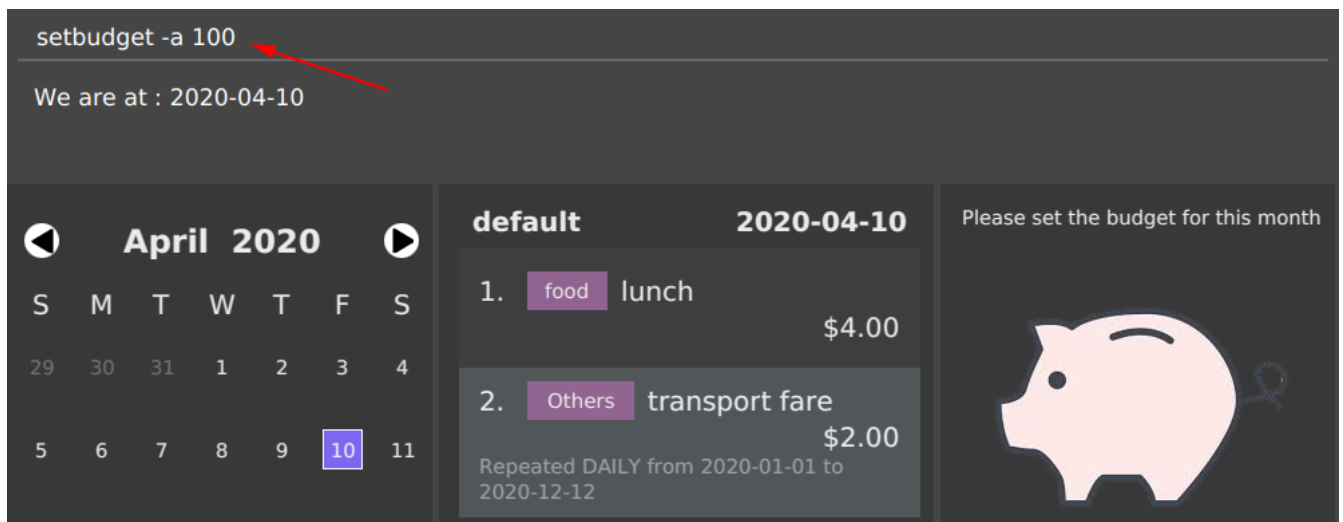 setbudget -a 100
We are at : 2020-04-10
April 2020
S M T W T F S
29 30 31 1 2 3 4
5 6 7 8 9 10 11
default 2020-04-10
1. food lunch
$4.00
2. Others transport fare
$2.00
Repeated DAILY from 2020-01-01 to
2020-12-12
Please set the budget for this month